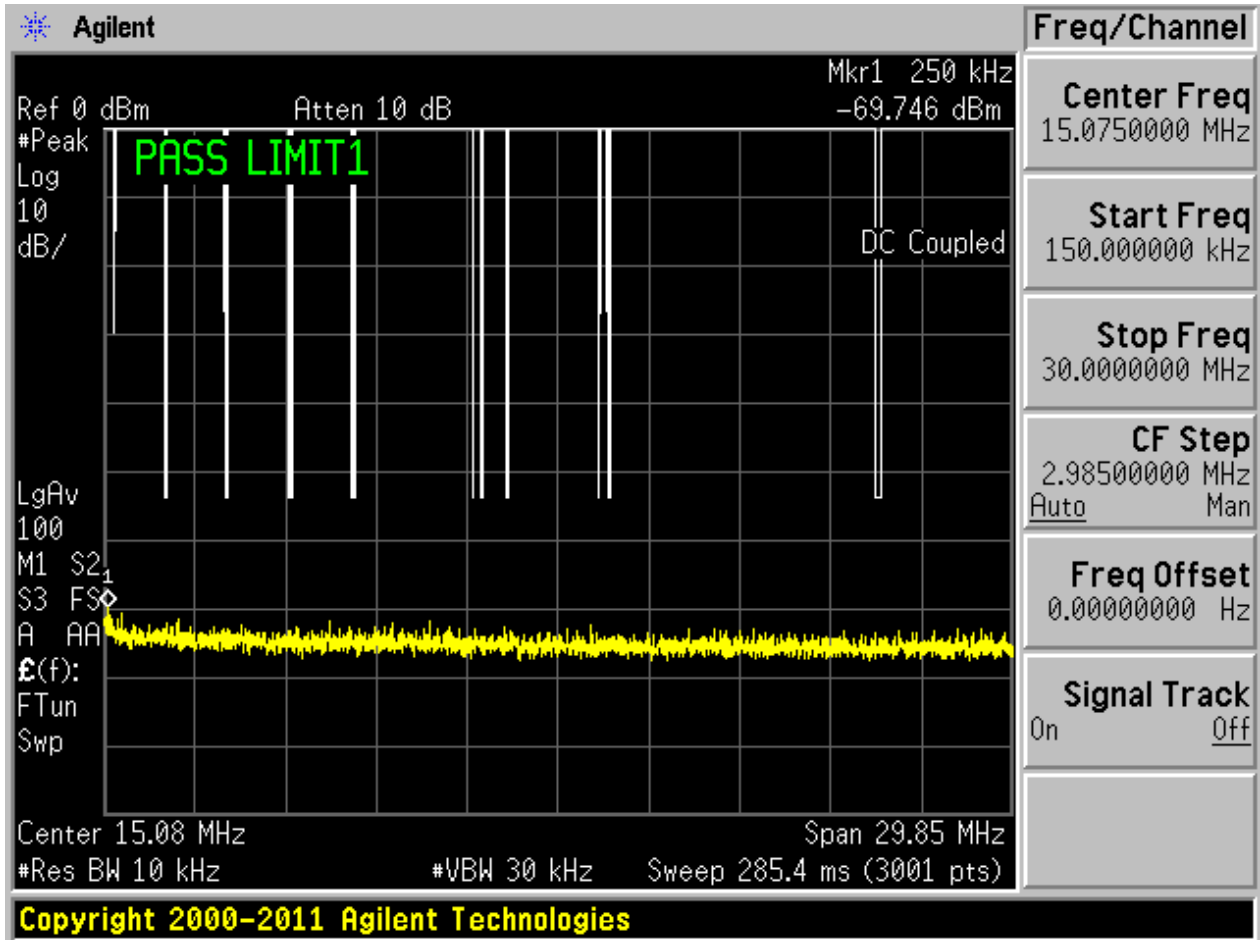 Agilent
Freq/Channel
Mkr1 250 kHz
Ref 0 dBm Atten 10 dB -69.746 dBm
#Peak
Log
10
dB/
PASS LIMIT1
DC Coupled
LgAv
100
M1 S2
S3 FS
A AA
£(f):
FTun
Swp
1
Center 15.08 MHz Span 29.85 MHz
#Res BW 10 kHz #VBW 30 kHz Sweep 285.4 ms (3001 pts)
Center Freq
15.0750000 MHz
Start Freq
150.000000 kHz
Stop Freq
30.0000000 MHz
CF Step
2.98500000 MHz
Auto Man
Freq Offset
0.00000000 Hz
Signal Track
On Off
Copyright 2000-2011 Agilent Technologies